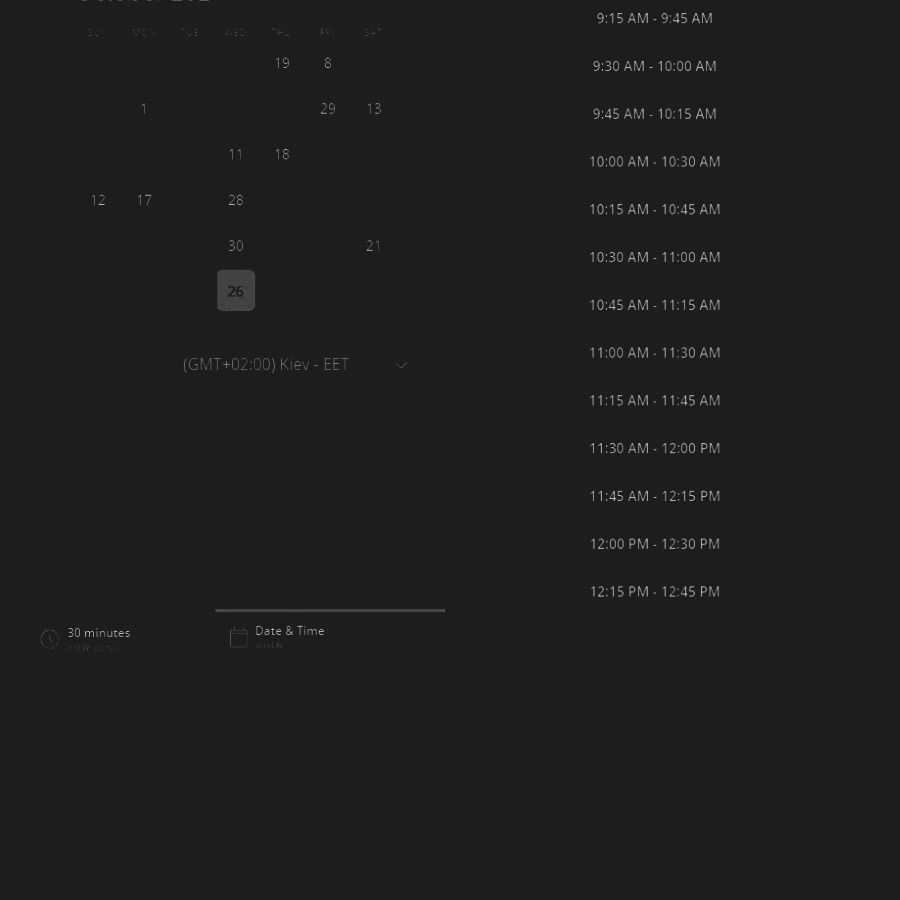 SUN MON TUE WED THU FRI SAT
19 8
1 29 13
11 18
12 17 28
30 21
26
(GMT+02:00) Kiev - EET
30 minutes
HOW LONG
Date & Time
WHEN
9:15 AM - 9:45 AM
9:30 AM - 10:00 AM
9:45 AM - 10:15 AM
10:00 AM - 10:30 AM
10:15 AM - 10:45 AM
10:30 AM - 11:00 AM
10:45 AM - 11:15 AM
11:00 AM - 11:30 AM
11:15 AM - 11:45 AM
11:30 AM - 12:00 PM
11:45 AM - 12:15 PM
12:00 PM - 12:30 PM
12:15 PM - 12:45 PM